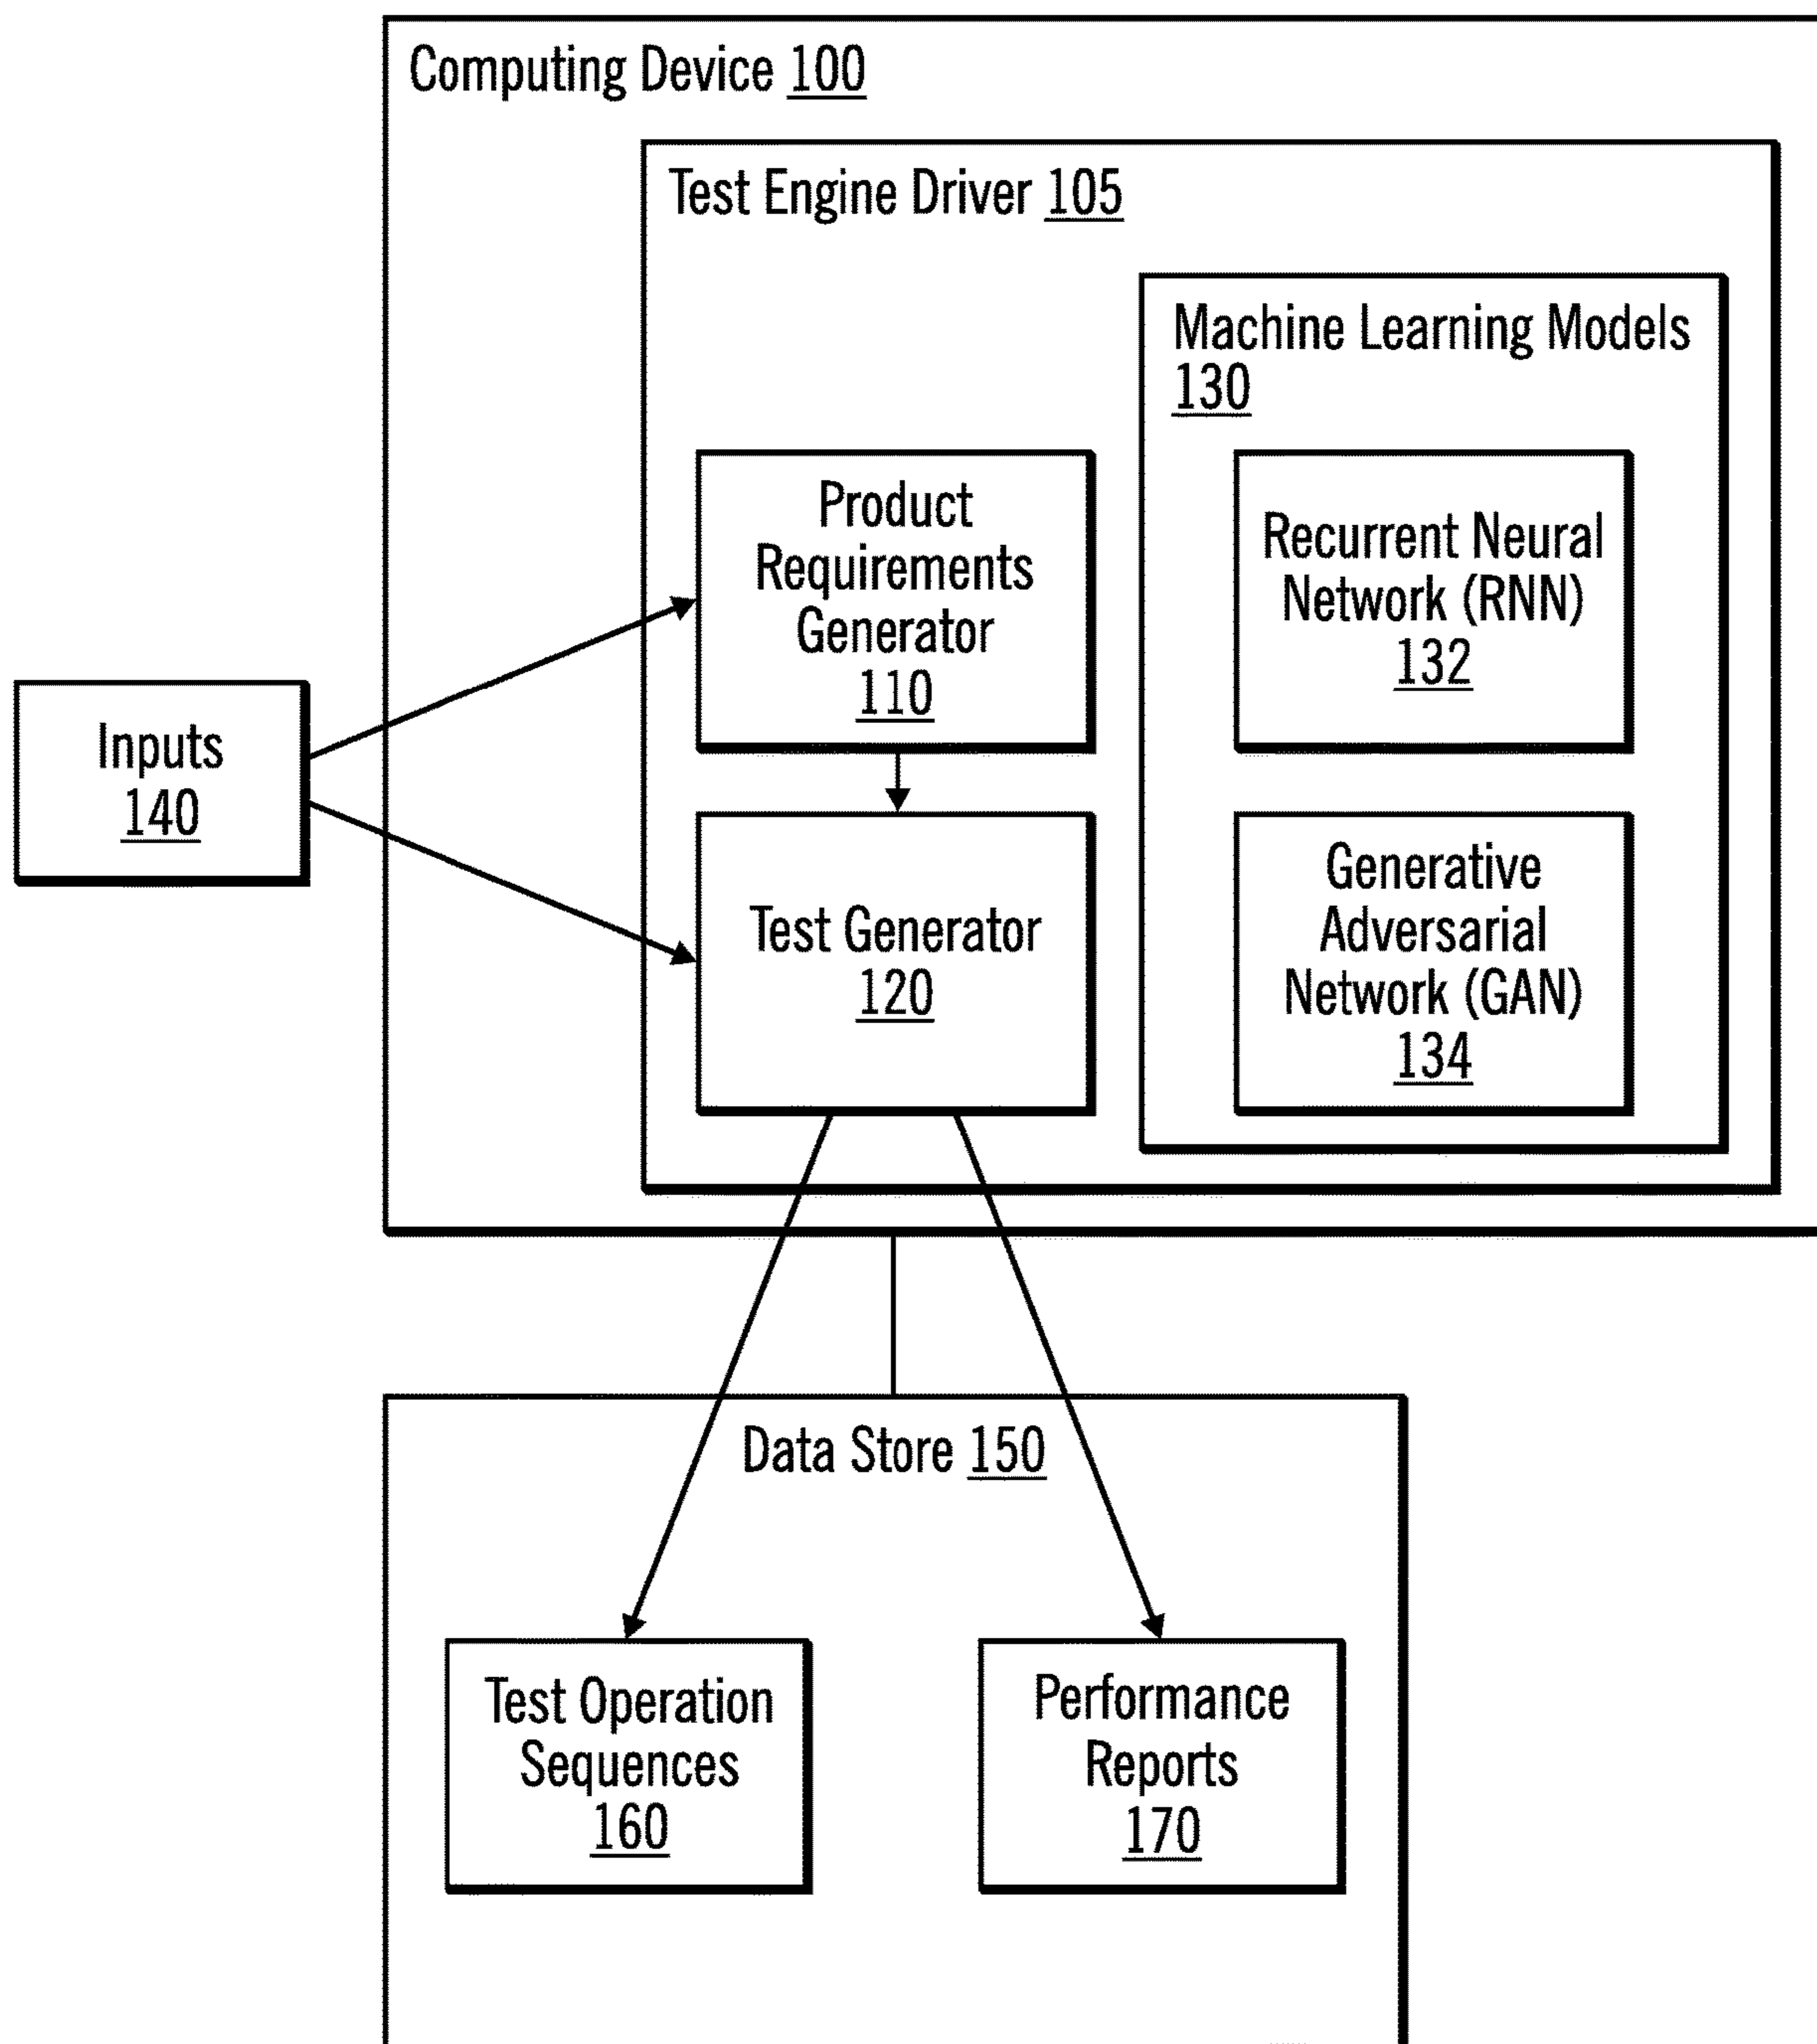 Computing Device 100
Test Engine Driver 105
Machine Learning Models
130
Product
Requirements
Generator
110
Recurrent Neural
Network (RNN)
132
Inputs
140
Test Generator
120
Generative
Adversarial
Network (GAN)
134
Data Store 150
Test Operation
Sequences
160
Performance
Reports
170